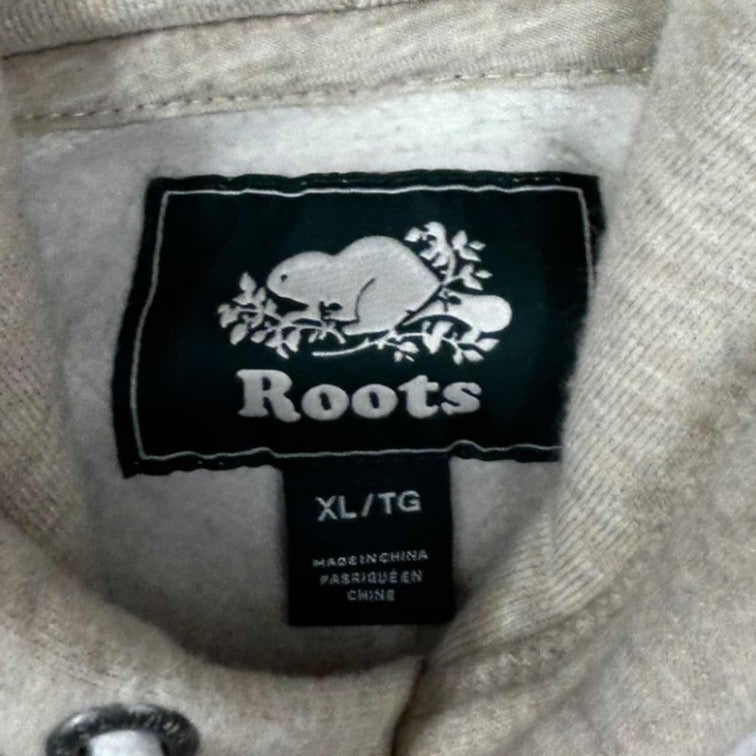 Roots
XL/TG
MADE IN CHINA
FABRIQUÉ EN
CHINE